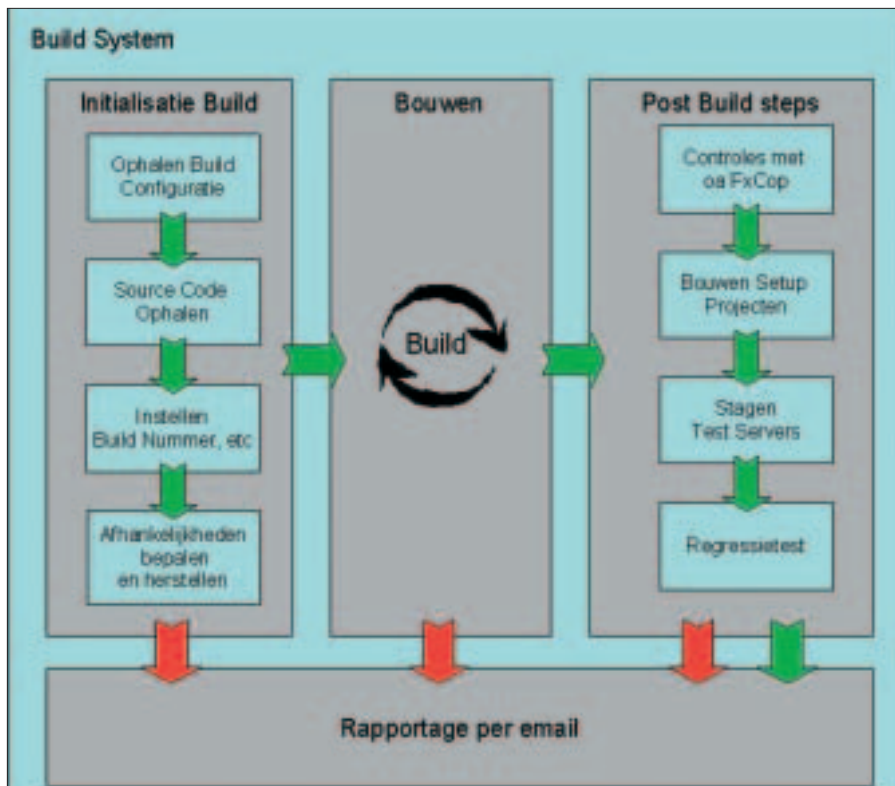 Build System
Initialisatie Build
Ophalen Build
Configuratie
Source Code
Ophalen
Instellen
Build Nummer, etc
Afhankelijkheden
bepalen
en herstellen
Bouwen
Build
Post Build steps
Controles met
oa FxCop
Bouwen Setup
Projecten
Stagen
Test Servers
Regressietest
Rapportage per email